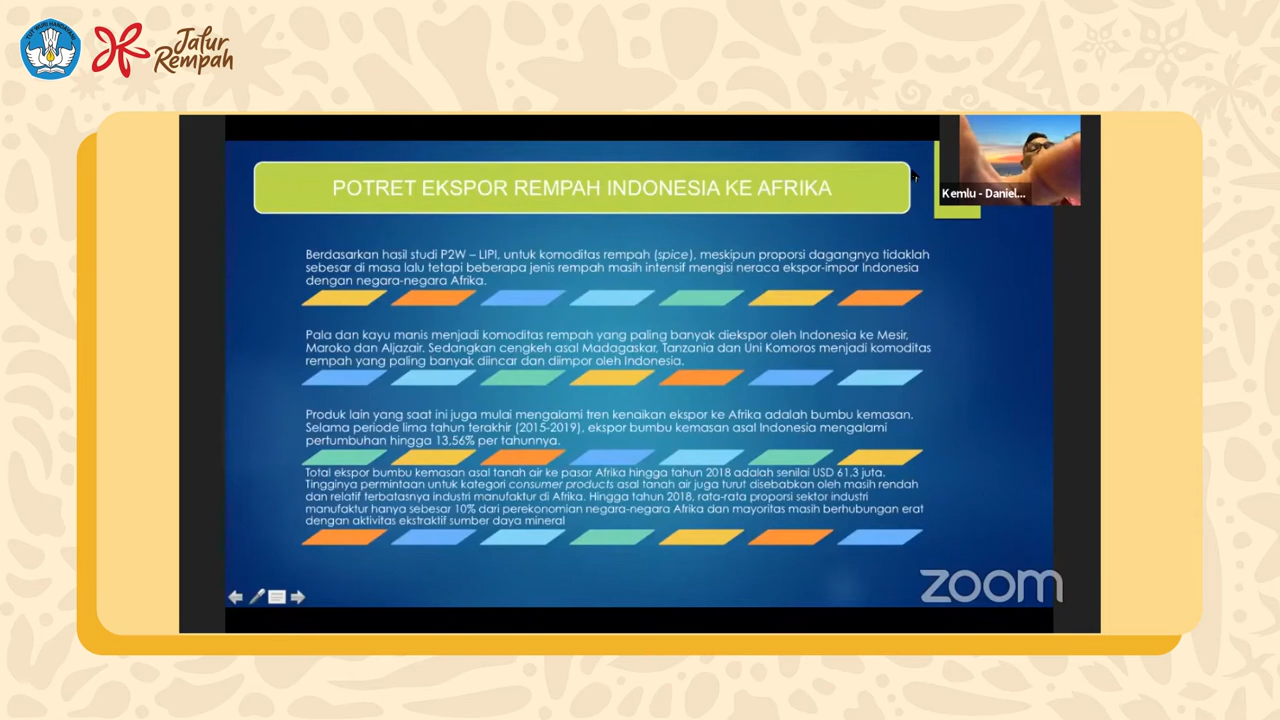 TUT WURI HANDAYANI
Jalur
Rempah
Kemlu - Daniel...
POTRET EKSPOR REMPAH INDONESIA KE AFRIKA
Berdasarkan hasil studi P2W – LIPI, untuk komoditas rempah (spice), meskipun proporsi dagangnya tidaklah
sebesar di masa lalu tetapi beberapa jenis rempah masih intensif mengisi neraca ekspor-impor Indonesia
dengan negara-negara Afrika.
Pala dan kayu manis menjadi komoditas rempah yang paling banyak diekspor oleh Indonesia ke Mesir,
Maroko dan Aljazair. Sedangkan cengkeh asal Madagaskar, Tanzania dan Uni Komoros menjadi komoditas
rempah yang paling banyak diincar dan diimpor oleh Indonesia.
Produk lain yang saat ini juga mulai mengalami tren kenaikan ekspor ke Afrika adalah bumbu kemasan.
Selama periode lima tahun terakhir (2015-2019), ekspor bumbu kemasan asal Indonesia mengalami
pertumbuhan hingga 13,56% per tahunnya.
Total ekspor bumbu kemasan asal tanah air ke pasar Afrika hingga tahun 2018 adalah senilai USD 61,3 juta.
Tingginya permintaan untuk kategori consumer products asal tanah air juga turut disebabkan oleh masih rendah
dan relatif terbatasnya industri manufaktur di Afrika. Hingga tahun 2018, rata-rata proporsi sektor industri
manufaktur hanya sebesar 10% dari perekonomian negara-negara Afrika dan mayoritas masih berhubungan erat
dengan aktivitas ekstraktif sumber daya mineral
zoom